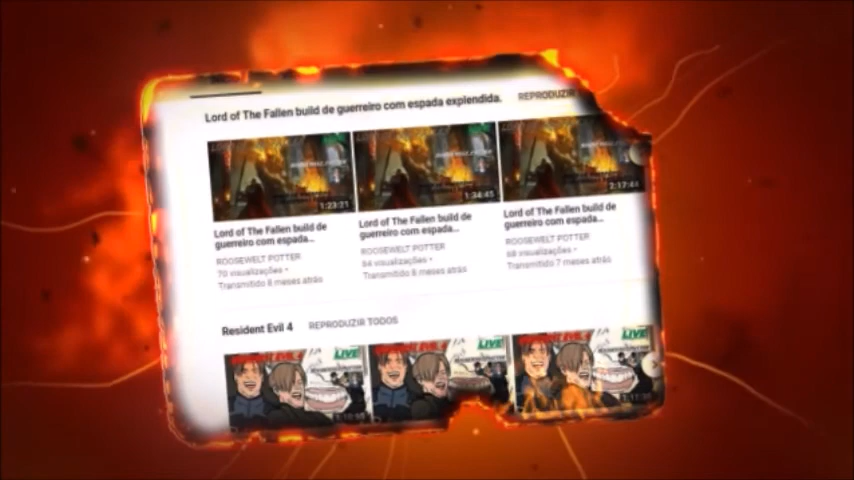 Lord of The Fallen build de guerreiro com espada explendida. REPRODUZIR
1:23:21
1:34:45
2:17:44
Lord of The Fallen build de
guerreiro com espada...
ROOSEWELT POTTER
70 visualizações •
Transmitido 8 meses atrás
Lord of The Fallen build de
guerreiro com espada...
ROOSEWELT POTTER
84 visualizações •
Transmitido 8 meses atrás
Lord of The Fallen build de
guerreiro com espada...
ROOSEWELT POTTER
68 visualizações •
Transmitido 7 meses atrás
Resident Evil 4 REPRODUZIR TODOS
LIVE
LIVE
LIVE